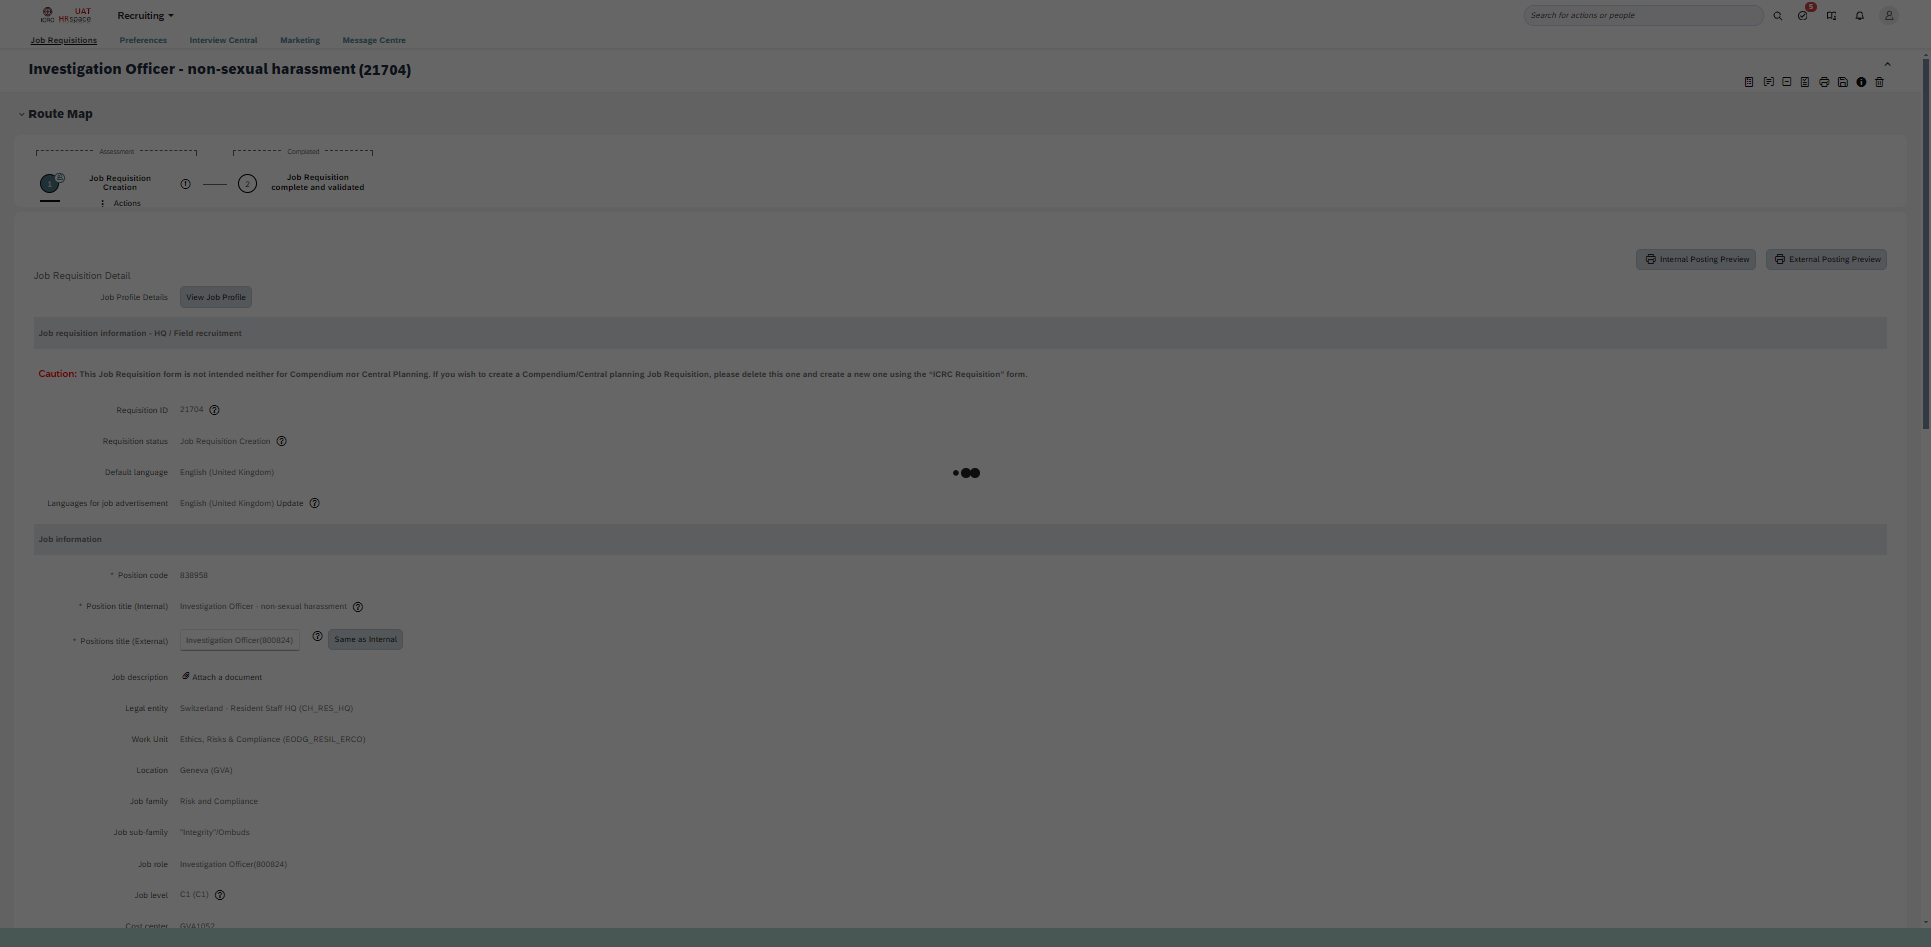 UAT
ICRC HRspace
Recruiting
Search for actions or people
5
Job Requisitions Preferences Interview Central Marketing Message Centre
Investigation Officer - non-sexual harassment (21704)
Route Map
Assessment Completed
1 Job Requisition Creation 2 Job Requisition complete and validated
Actions
Internal Posting Preview External Posting Preview
Job Requisition Detail
Job Profile Details View Job Profile
Job requisition information - HQ / Field recruitment
Caution: This Job Requisition form is not intended neither for Compendium nor Central Planning. If you wish to create a Compendium/Central planning Job Requisition, please delete this one and create a new one using the "ICRC Requisition" form.
Requisition ID 21704
Requisition status Job Requisition Creation
Default language English (United Kingdom)
Languages for job advertisement English (United Kingdom) Update
Job information
* Position code 838958
* Position title (Internal) Investigation Officer - non-sexual harassment
* Positions title (External) Investigation Officer(800824) Same as Internal
Job description Attach a document
Legal entity Switzerland - Resident Staff HQ (CH_RES_HQ)
Work Unit Ethics, Risks & Compliance (EODG_RESIL_ERCO)
Location Geneva (GVA)
Job family Risk and Compliance
Job sub-family "Integrity"/Ombuds
Job role Investigation Officer(800824)
Job level C1 (C1)
Cost center GVA1052